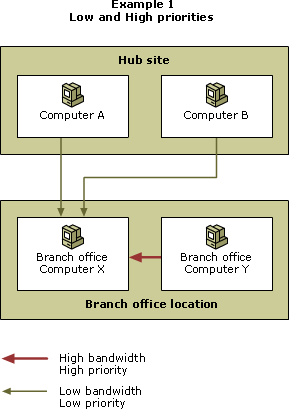 Example 1
Low and High priorities
Hub site
Computer A
Computer B
Branch office
Computer X
Branch office
Computer Y
Branch office location
High bandwidth
High priority
Low bandwidth
Low priority